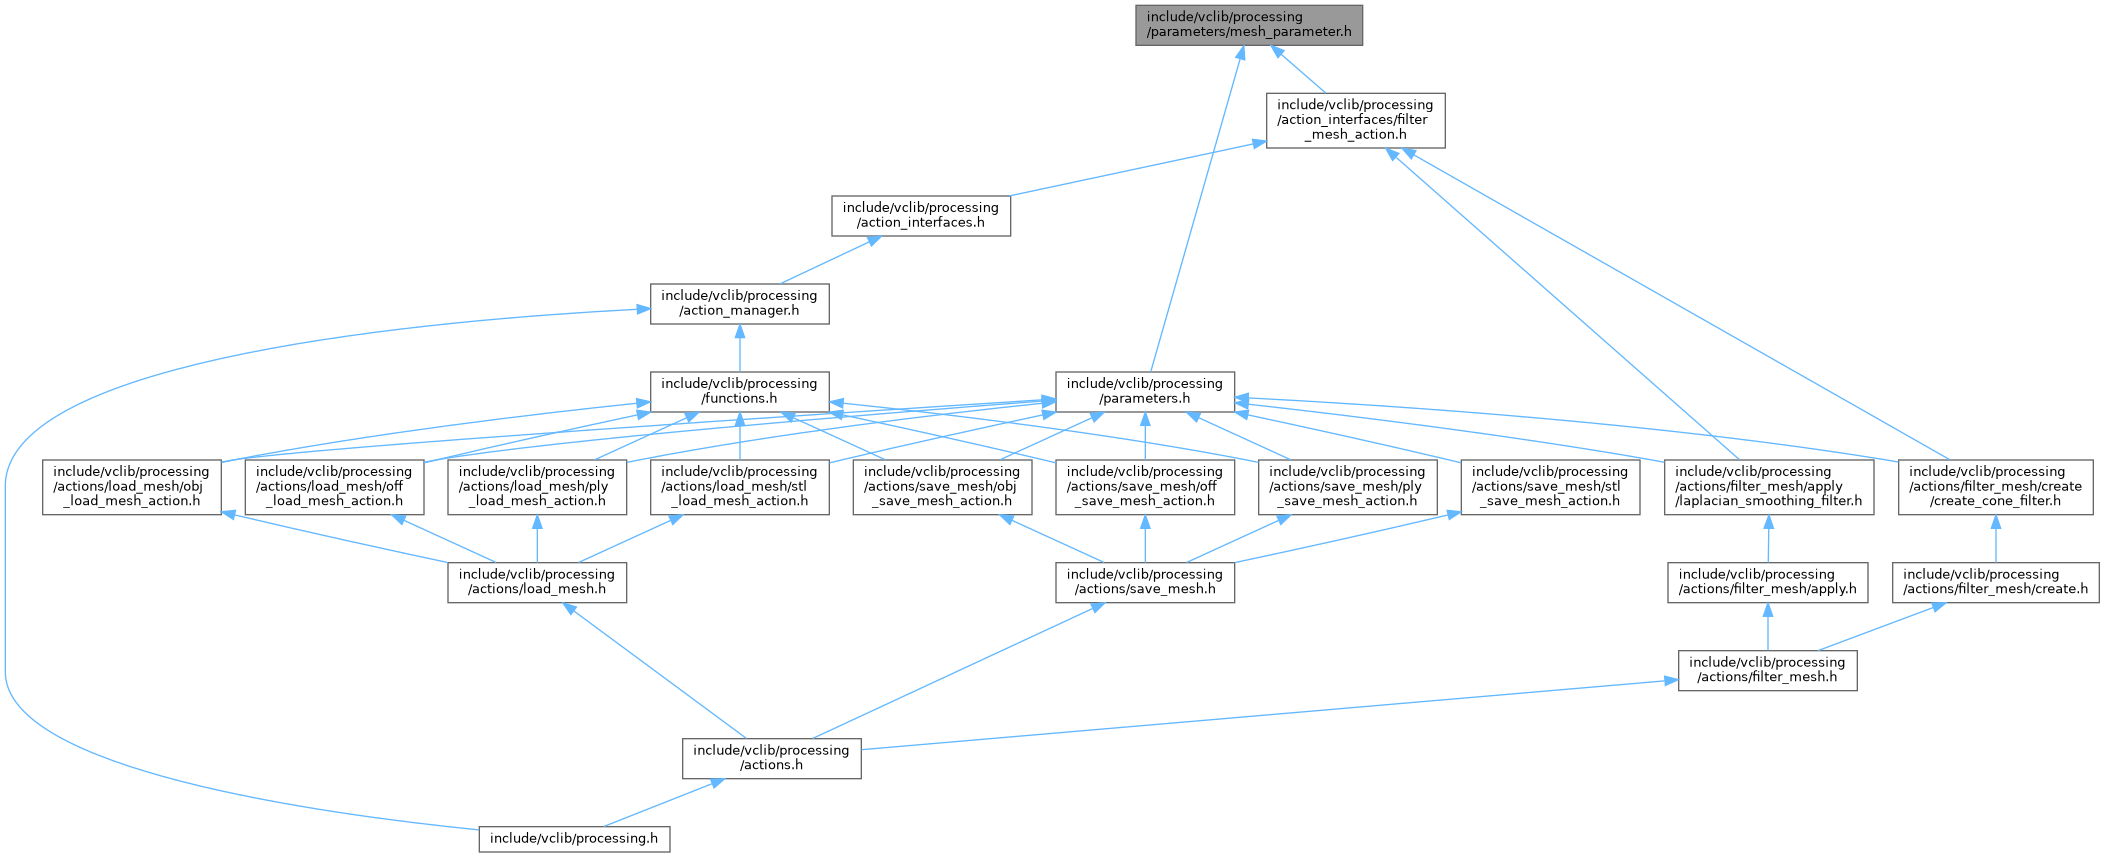 include/vclib/processing
/parameters/mesh_parameter.h
include/vclib/processing
/action_interfaces/filter
_mesh_action.h
include/vclib/processing
/action_interfaces.h
include/vclib/processing
/action_manager.h
include/vclib/processing
/functions.h
include/vclib/processing
/parameters.h
include/vclib/processing
/actions/load_mesh/obj
_load_mesh_action.h
include/vclib/processing
/actions/load_mesh/off
_load_mesh_action.h
include/vclib/processing
/actions/load_mesh/ply
_load_mesh_action.h
include/vclib/processing
/actions/load_mesh/stl
_load_mesh_action.h
include/vclib/processing
/actions/save_mesh/obj
_save_mesh_action.h
include/vclib/processing
/actions/save_mesh/off
_save_mesh_action.h
include/vclib/processing
/actions/save_mesh/ply
_save_mesh_action.h
include/vclib/processing
/actions/save_mesh/stl
_save_mesh_action.h
include/vclib/processing
/actions/filter_mesh/apply
/laplacian_smoothing_filter.h
include/vclib/processing
/actions/filter_mesh/create
/create_cone_filter.h
include/vclib/processing
/actions/load_mesh.h
include/vclib/processing
/actions/save_mesh.h
include/vclib/processing
/actions/filter_mesh/apply.h
include/vclib/processing
/actions/filter_mesh/create.h
include/vclib/processing
/actions/filter_mesh.h
include/vclib/processing
/actions.h
include/vclib/processing.h